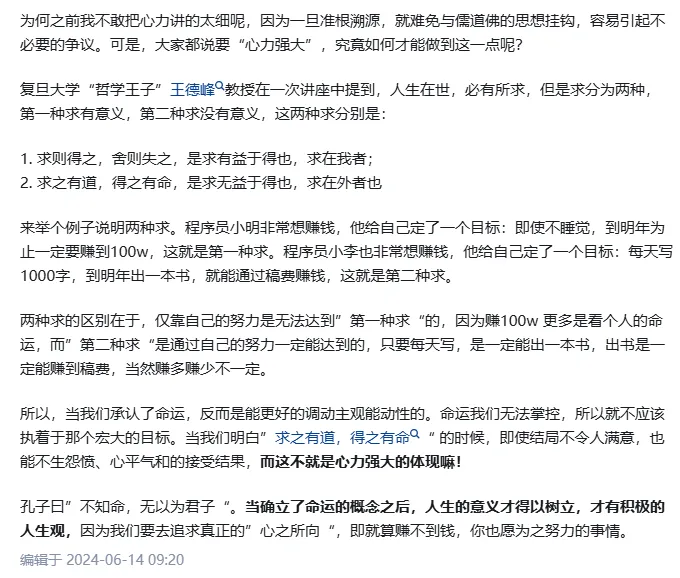 为何之前我不敢把心力讲的太细呢，因为一旦准根溯源，就难免与儒道佛的思想挂钩，容易引起不
必要的争议。可是，大家都说要“心力强大”，究竟如何才能做到这一点呢？
复旦大学“哲学王子”王德峰教授在一次讲座中提到，人生在世，必有所求，但是求分为两种，
第一种求有意义，第二种求没有意义，这两种求分别是：
1. 求则得之，舍则失之，是求有益于得也，求在我者；
2. 求之有道，得之有命，是求无益于得也，求在外者也
来举个例子说明两种求。程序员小明非常想赚钱，他给自己定了一个目标：即使不睡觉，到明年为
止一定要赚到100w，这就是第一种求。程序员小李也非常想赚钱，他给自己定了一个目标：每天写
1000字，到明年出一本书，就能通过稿费赚钱，这就是第二种求。
两种求的区别在于，仅靠自己的努力是无法达到”第一种求“的，因为赚100w 更多是看个人的命
运，而”第二种求“是通过自己的努力一定能达到的，只要每天写，是一定能出一本书，出书是一
定能赚到稿费，当然赚多赚少不一定。
所以，当我们承认了命运，反而是能更好的调动主观能动性的。命运我们无法掌控，所以就不应该
执着于那个宏大的目标。当我们明白”求之有道，得之有命“的时候，即使结局不令人满意，也
能不生怨愤、心平气和的接受结果，而这不就是心力强大的体现嘛！
孔子曰”不知命，无以为君子“。当确立了命运的概念之后，人生的意义才得以树立，才有积极的
人生观，因为我们要去追求真正的”心之所向“，即就算赚不到钱，你也愿为之努力的事情。
编辑于 2024-06-14 09:20